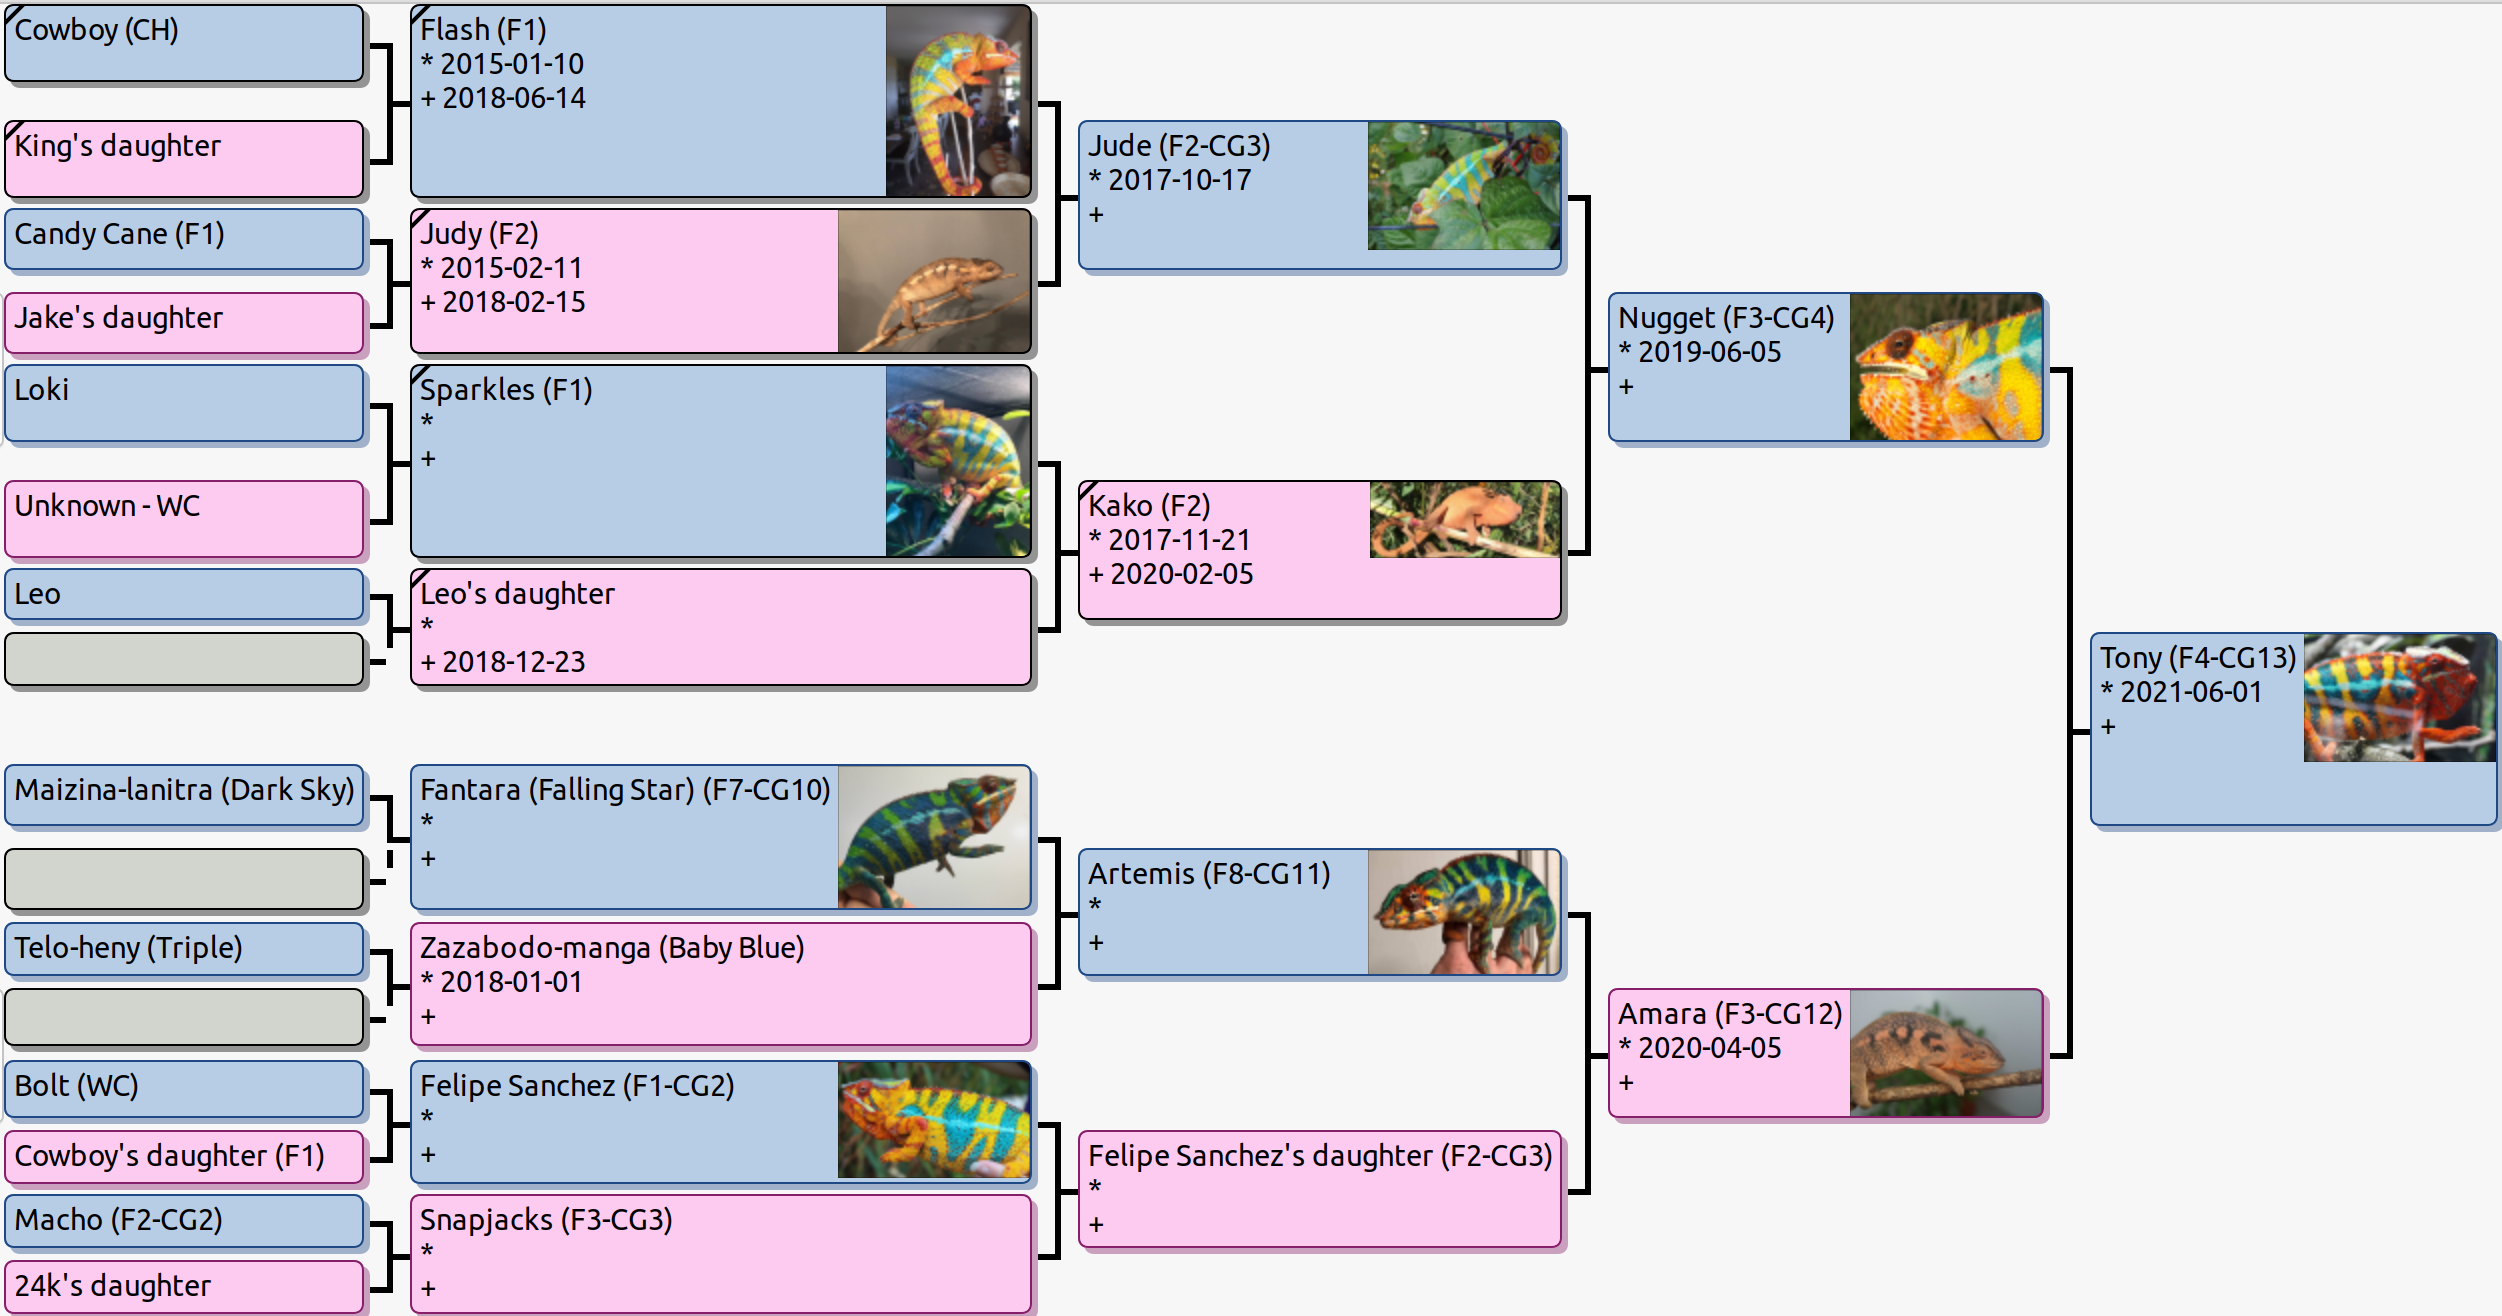 Cowboy (CH)
King's daughter
Candy Cane (F1)
Jake's daughter
Loki
Unknown - WC
Leo
Maizina-lanitra (Dark Sky)
Telo-heny (Triple)
Bolt (WC)
Cowboy's daughter (F1)
Macho (F2-CG2)
24k's daughter
Flash (F1)
* 2015-01-10
+ 2018-06-14
Judy (F2)
* 2015-02-11
+ 2018-02-15
Sparkles (F1)
*
+
Leo's daughter
*
+ 2018-12-23
Fantara (Falling Star) (F7-CG10)
*
+
Zazabodo-manga (Baby Blue)
* 2018-01-01
+
Felipe Sanchez (F1-CG2)
*
+
Snapjacks (F3-CG3)
*
+
Jude (F2-CG3)
* 2017-10-17
+
Kako (F2)
* 2017-11-21
+ 2020-02-05
Artemis (F8-CG11)
*
+
Felipe Sanchez's daughter (F2-CG3)
*
+
Nugget (F3-CG4)
* 2019-06-05
+
Amara (F3-CG12)
* 2020-04-05
+
Tony (F4-CG13)
* 2021-06-01
+